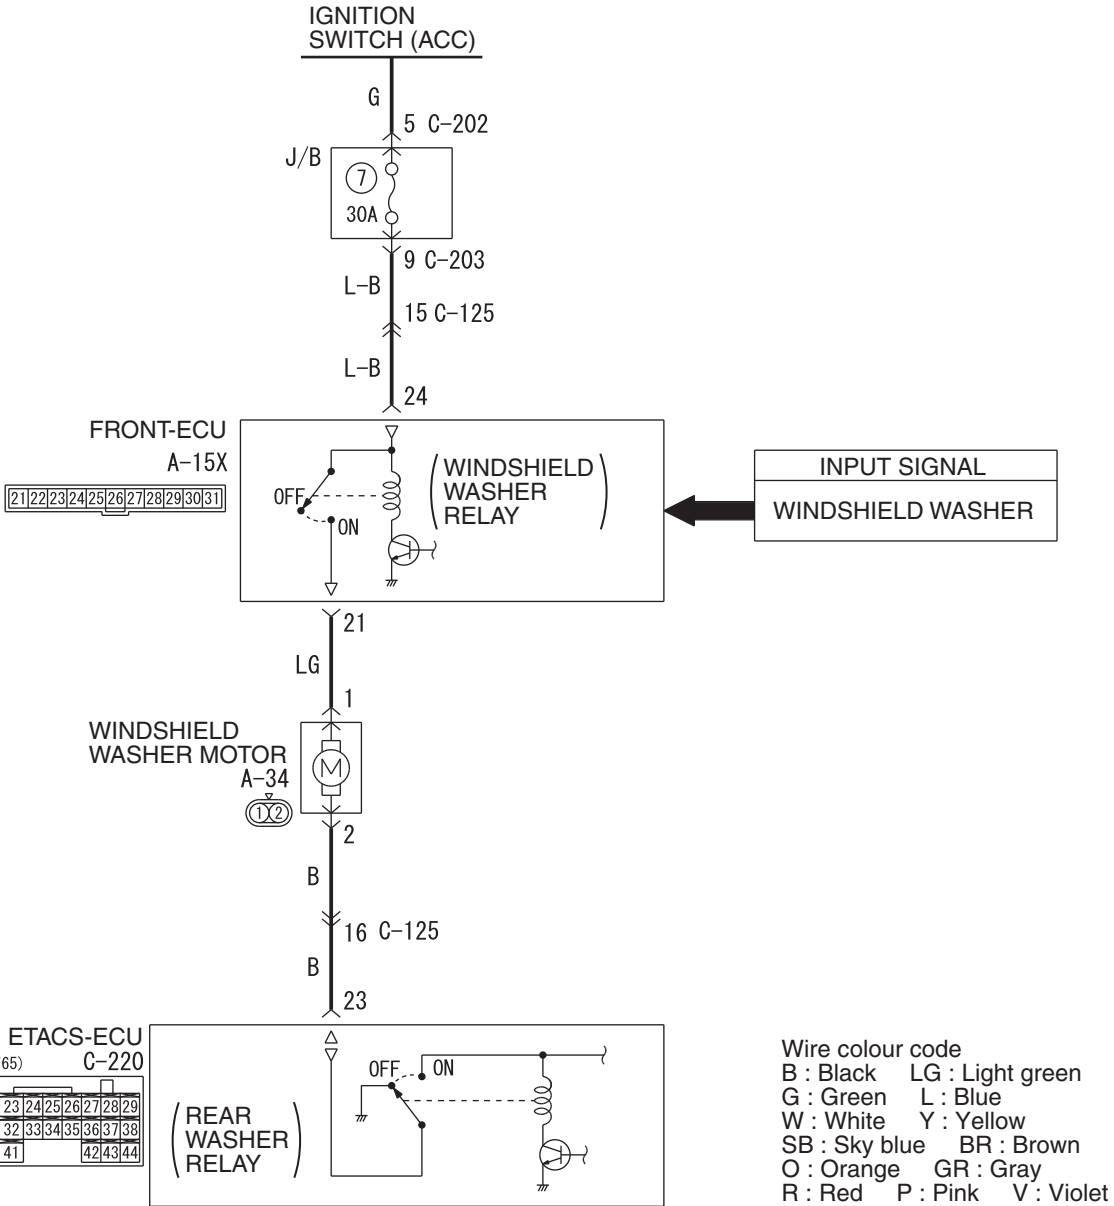 IGNITION
SWITCH (ACC)
G
5 C-202
J/B
7
30A
9 C-203
L-B
15 C-125
L-B
24
FRONT-ECU
A-15X
21 22 23 24 25 26 27 28 29 30 31
OFF
ON
WINDSHIELD
WASHER
RELAY
INPUT SIGNAL
WINDSHIELD WASHER
21
LG
1
WINDSHIELD
WASHER MOTOR
A-34
1 2
M
2
B
16 C-125
B
23
ETACS-ECU
65) C-220
23 24 25 26 27 28 29
32 33 34 35 36 37 38
41 42 43 44
REAR
WASHER
RELAY
OFF ON
Wire colour code
B : Black LG : Light green
G : Green L : Blue
W : White Y : Yellow
SB : Sky blue BR : Brown
O : Orange GR : Gray
R : Red P : Pink V : Violet